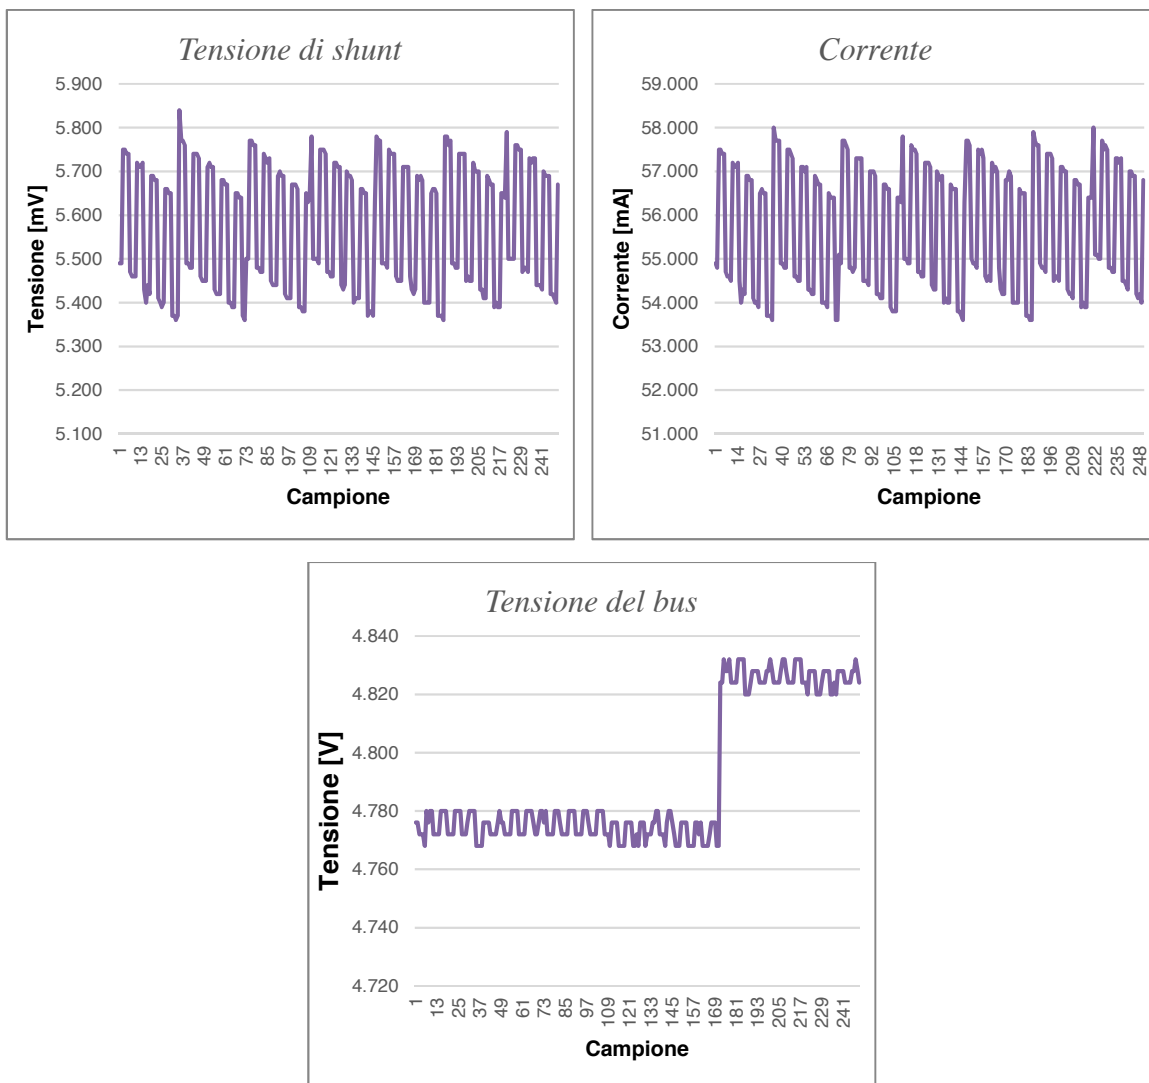 Tensione di shunt
5.900
5.800
5.700
5.600
5.500
5.400
5.300
5.200
5.100
Tensione [mV]
1 13 25 37 49 61 73 85 97 109 121 133 145 157 169 181 193 205 217 229 241
Campione
Corrente
59.000
58.000
57.000
56.000
55.000
54.000
53.000
52.000
51.000
Corrente [mA]
1 14 27 40 53 66 79 92 105 118 131 144 157 170 183 196 209 222 235 248
Campione
Tensione del bus
4.840
4.820
4.800
4.780
4.760
4.740
4.720
Tensione [V]
1 13 25 37 49 61 73 85 97 109 121 133 145 157 169 181 193 205 217 229 241
Campione